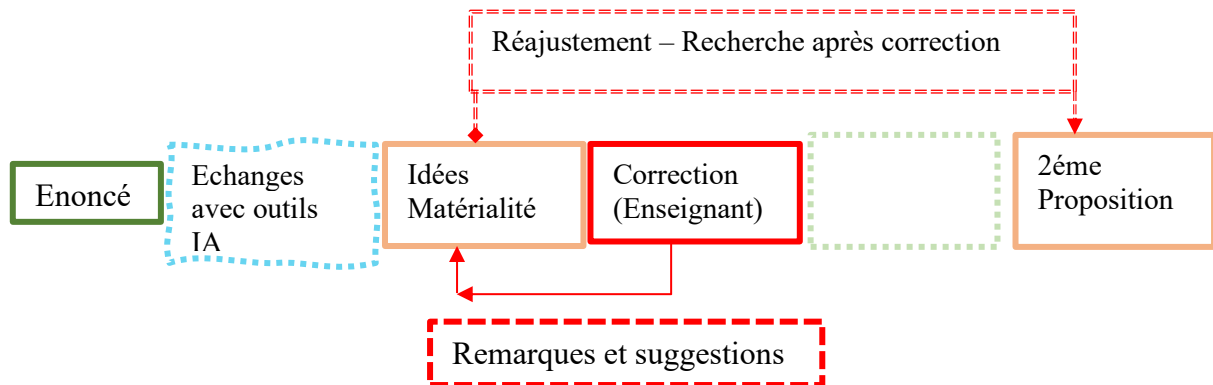 Réajustement – Recherche après correction
Enoncé
Echanges
avec outils
IA
Idées
Matérialité
Correction
(Enseignant)
2éme
Proposition
Remarques et suggestions